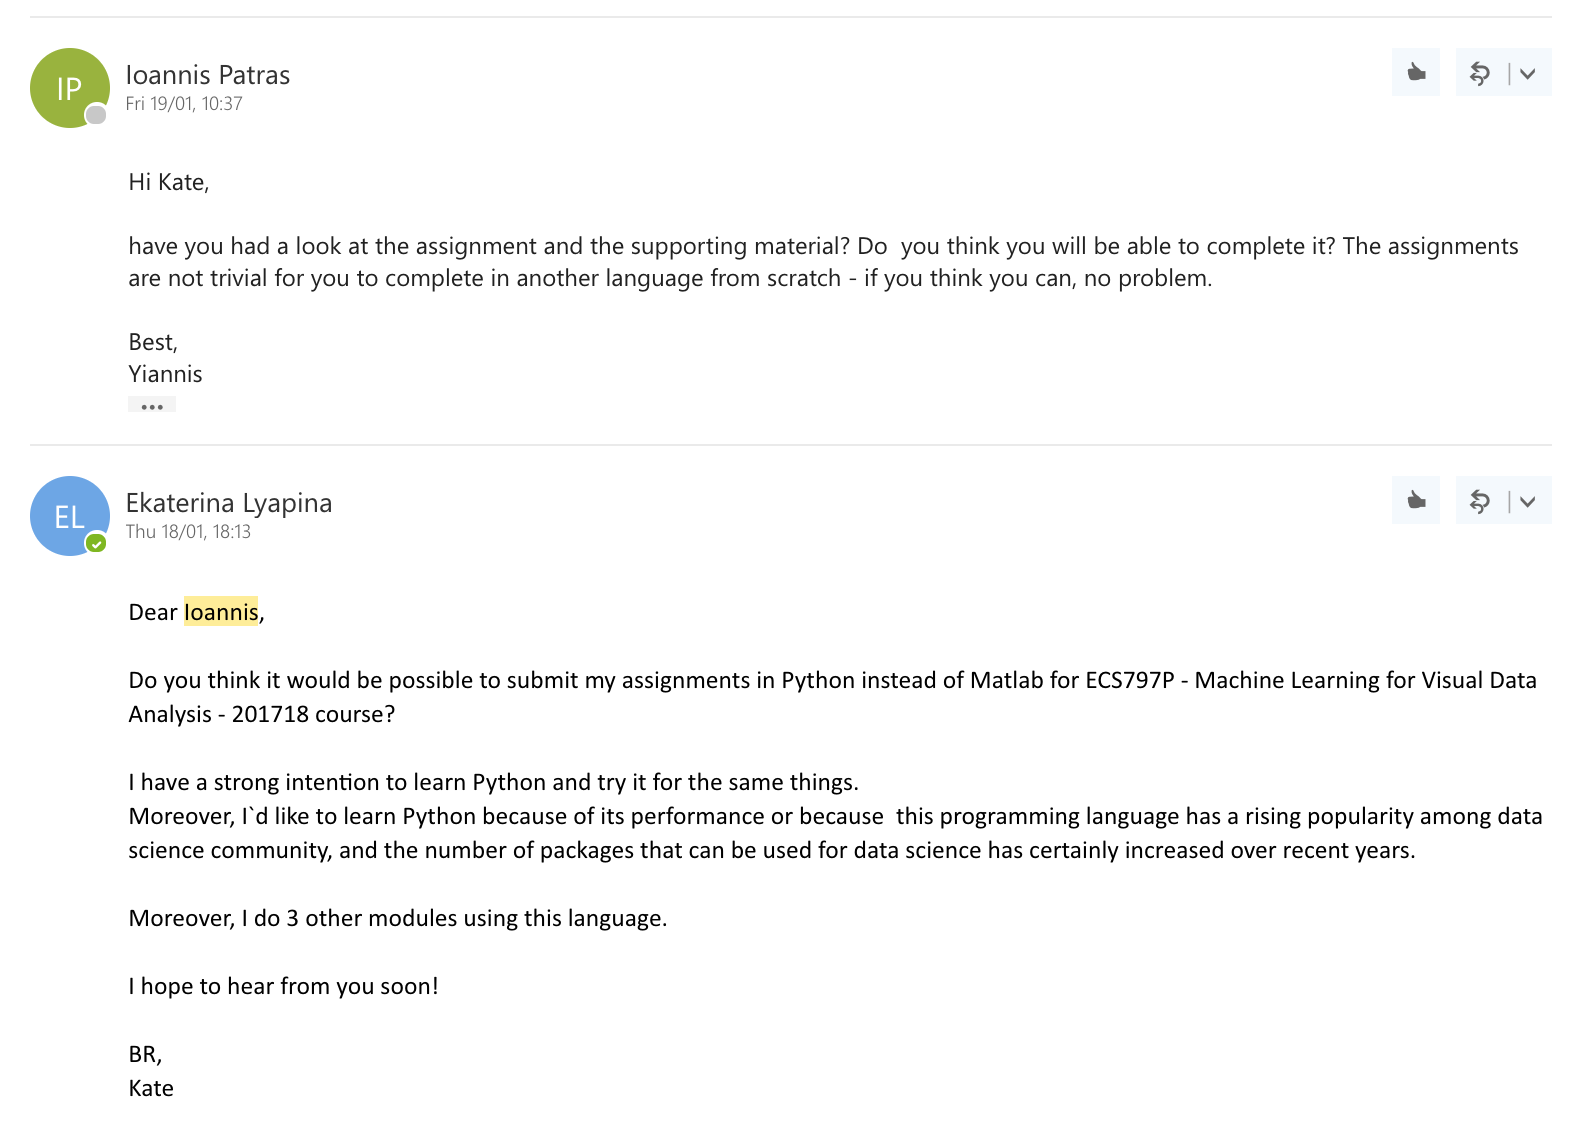 IP
Ioannis Patras
Fri 19/01, 10:37
Hi Kate,
have you had a look at the assignment and the supporting material? Do  you think you will be able to complete it? The assignments
are not trivial for you to complete in another language from scratch - if you think you can, no problem.
Best,
Yiannis
...
EL
Ekaterina Lyapina
Thu 18/01, 18:13
Dear Ioannis,
Do you think it would be possible to submit my assignments in Python instead of Matlab for ECS797P - Machine Learning for Visual Data
Analysis - 201718 course?
I have a strong intention to learn Python and try it for the same things.
Moreover, I`d like to learn Python because of its performance or because  this programming language has a rising popularity among data
science community, and the number of packages that can be used for data science has certainly increased over recent years.
Moreover, I do 3 other modules using this language.
I hope to hear from you soon!
BR,
Kate